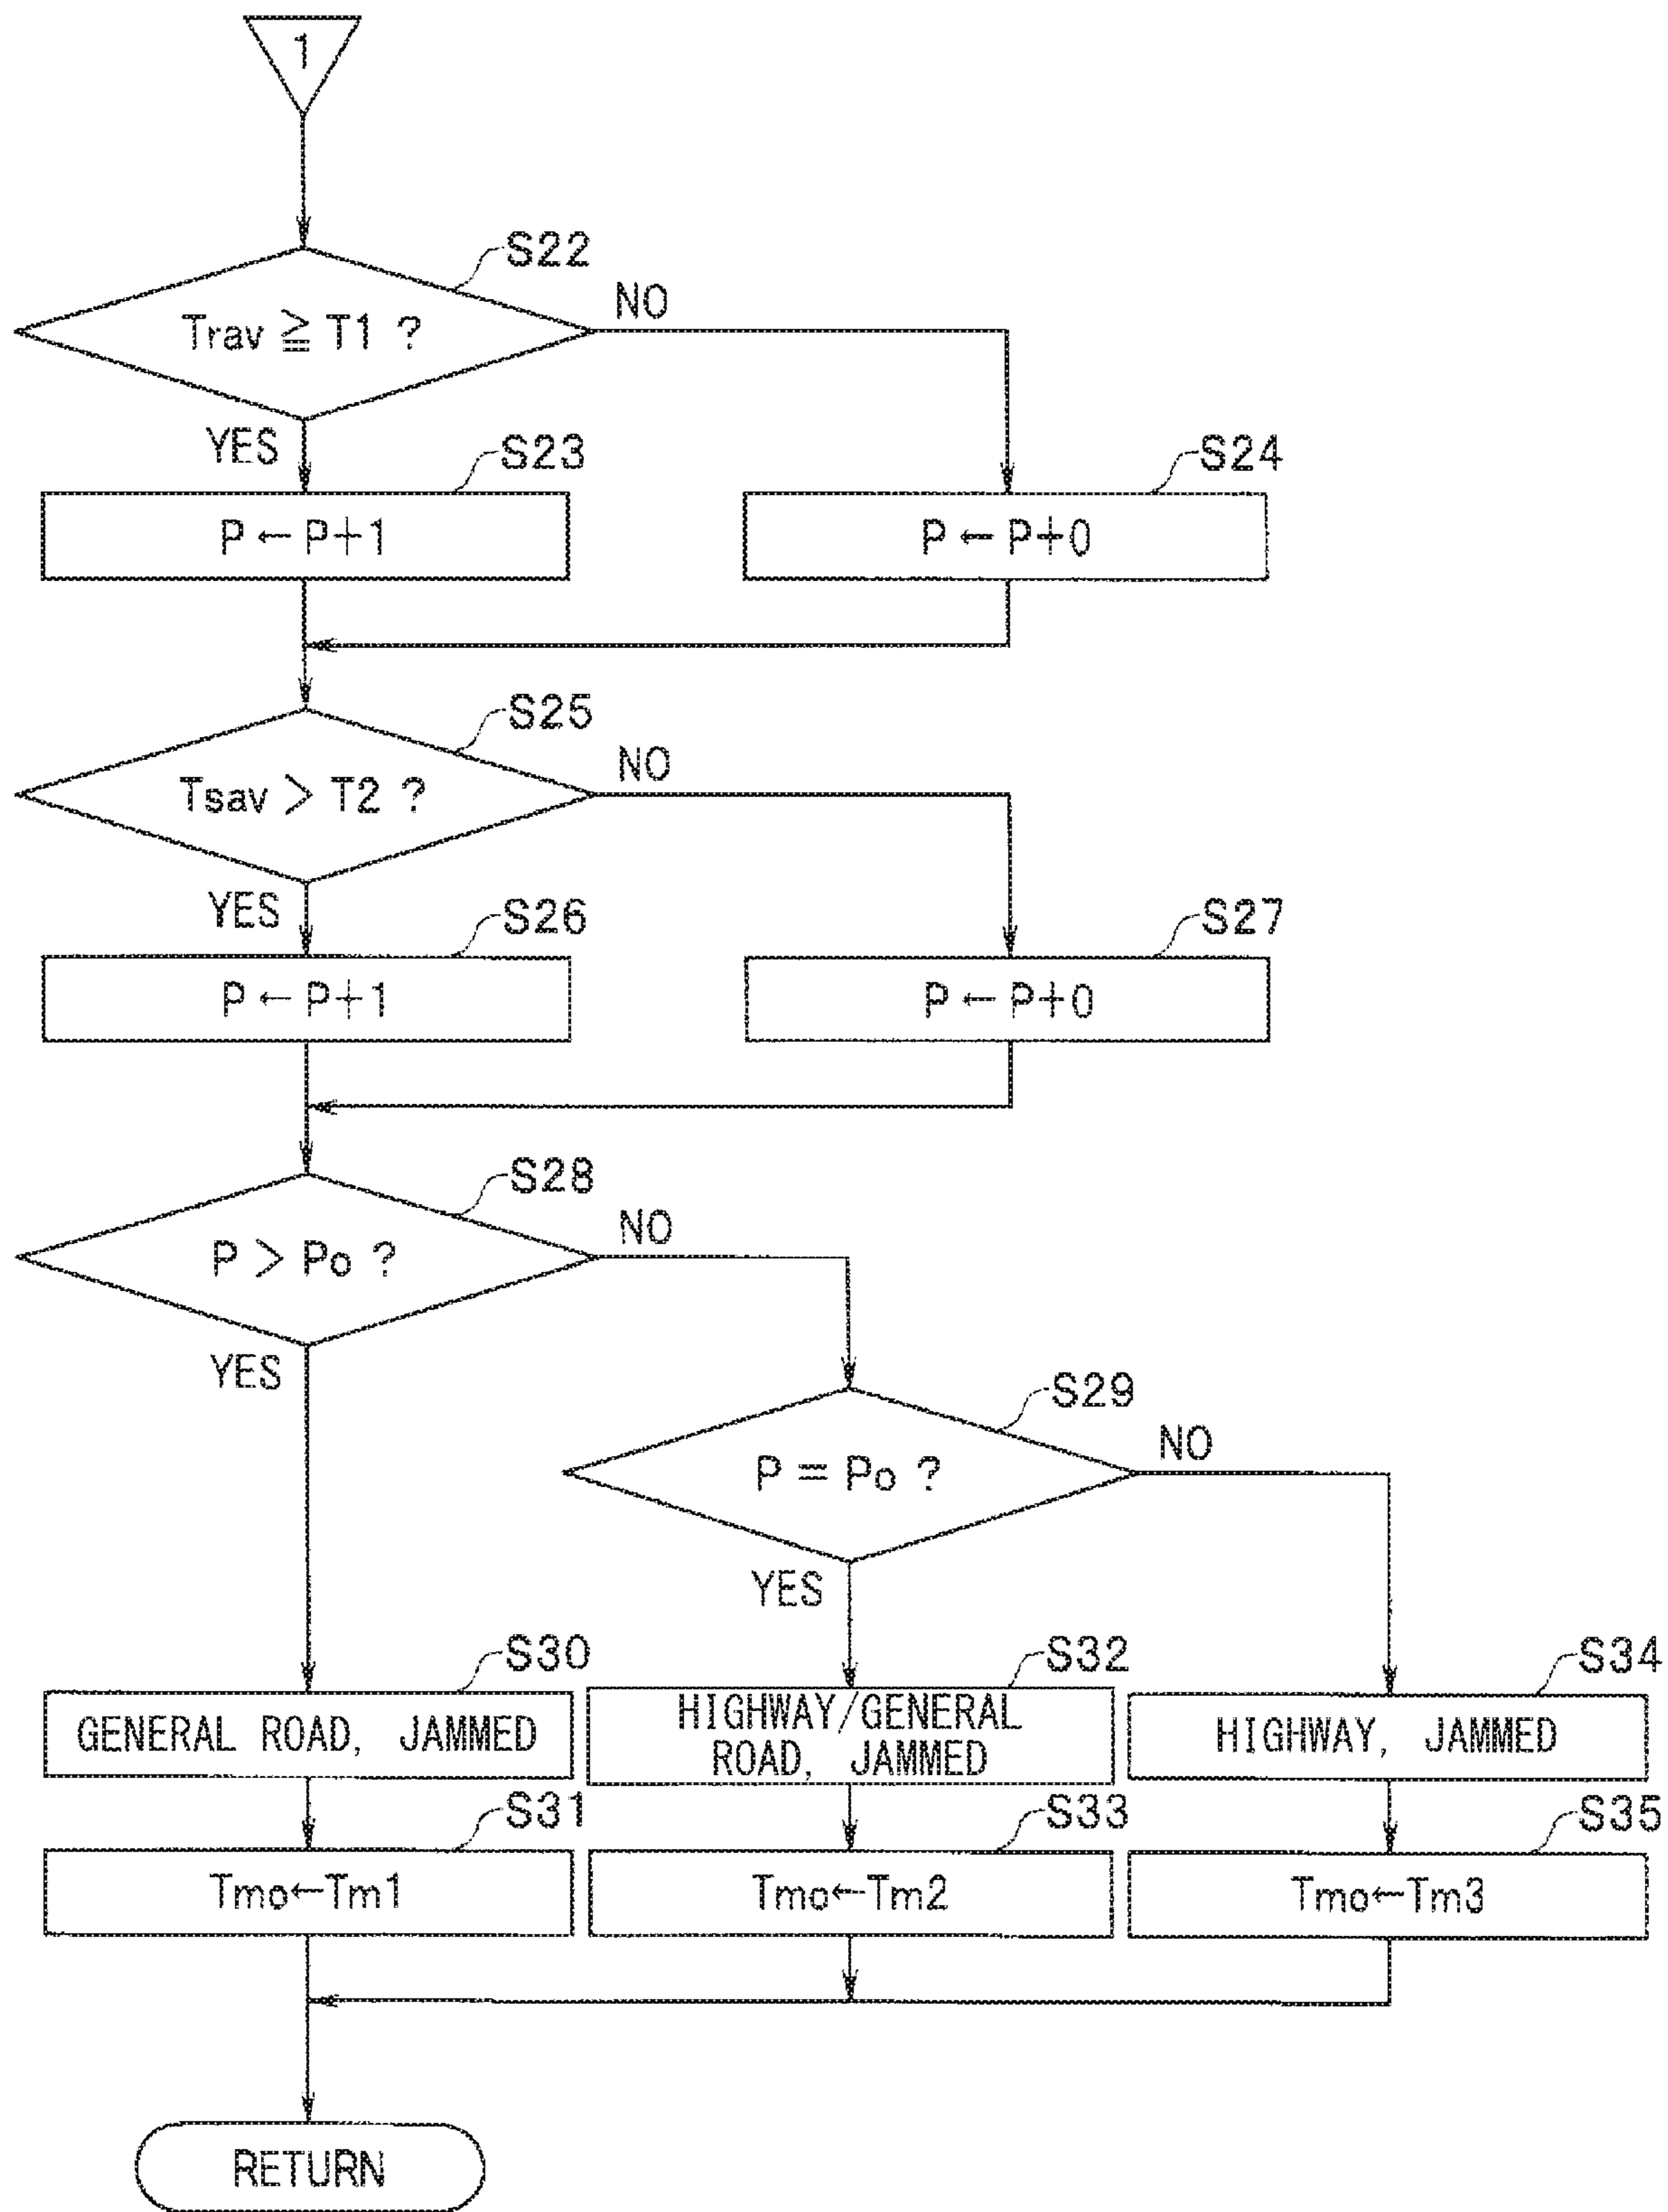 1
S22
Trav ≧ T1 ?
NO
YES
S23
S24
P ← P+1
P ← P+0
S25
Tsav > T2 ?
NO
YES
S26
S27
P ← P+1
P ← P+0
S28
P > Po ?
NO
YES
S29
P = Po ?
NO
YES
S30
S32
S34
GENERAL ROAD, JAMMED
HIGHWAY/GENERAL
ROAD, JAMMED
HIGHWAY, JAMMED
S31
S33
S35
Tmo←Tm1
Tmo←Tm2
Tmo←Tm3
RETURN